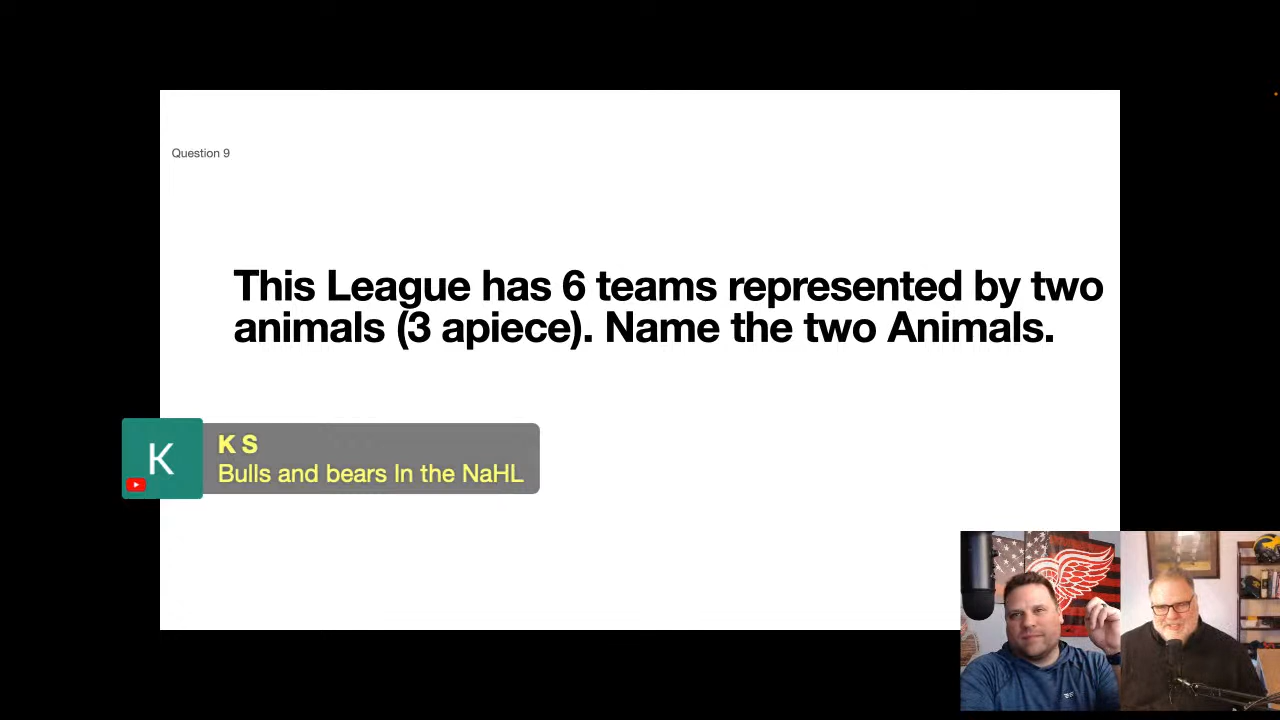 Question 9
This League has 6 teams represented by two
animals (3 apiece). Name the two Animals.
K
K S
Bulls and bears In the NaHL